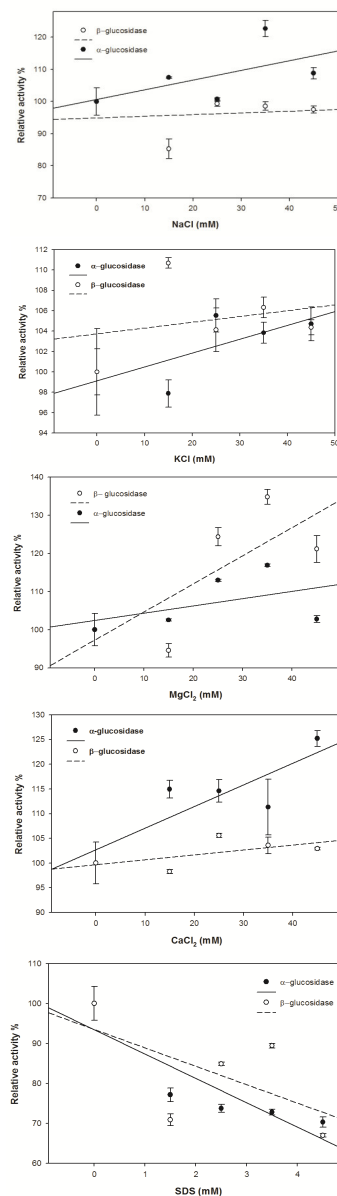 β-glucosidase
α-glucosidase
Relative activity %
120
110
100
90
80
70
0 10 20 30 40 50
NaCl (mM)
α-glucosidase
β-glucosidase
Relative activity %
112
110
108
106
104
102
100
98
96
94
0 10 20 30 40 50
KCl (mM)
β- glucosidase
α-glucosidase
Relative activity %
140
130
120
110
100
90
0 10 20 30 40
MgCl2 (mM)
α-glucosidase
β-glucosidase
Relative activity %
130
125
120
115
110
105
100
95
90
0 10 20 30 40
CaCl2 (mM)
α-glucosidase
β-glucosidase
Relative activity %
110
100
90
80
70
60
0 1 2 3 4
SDS (mM)